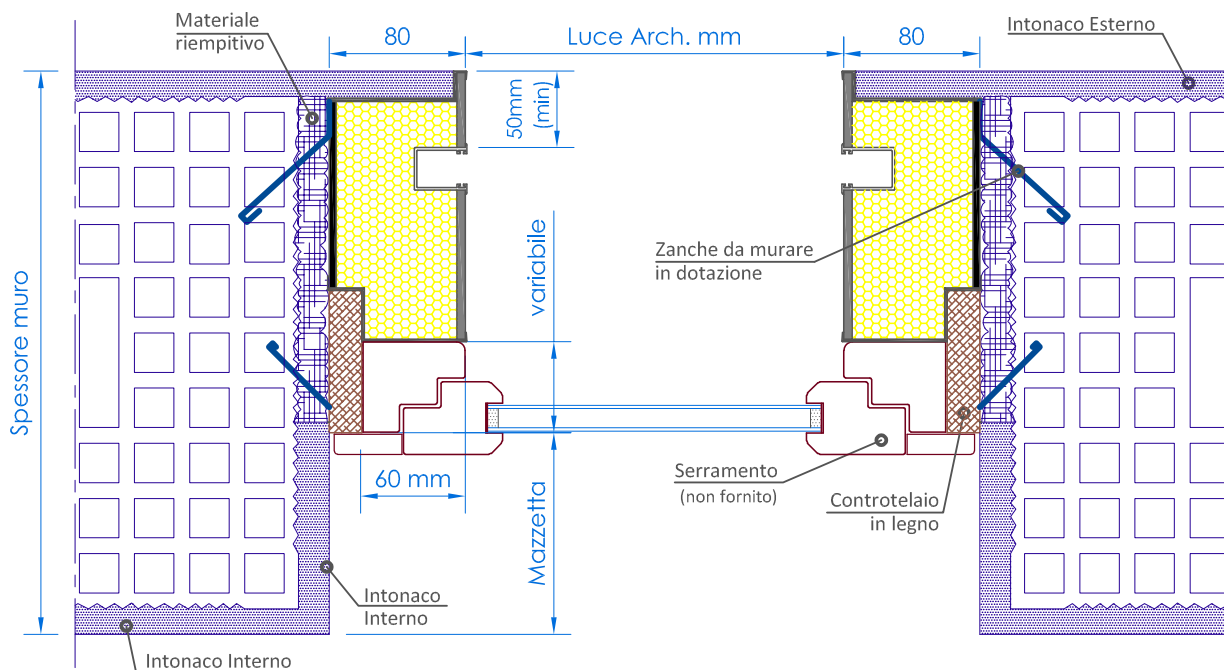 Materiale
riempitivo
80
Luce Arch. mm
80
Intonaco Esterno
50mm
(min)
Zanche da murare
in dotazione
variabile
Spessore muro
60 mm
Serramento
(non fornito)
Controtelaio
in legno
Mazzetta
Intonaco
Interno
Intonaco Interno